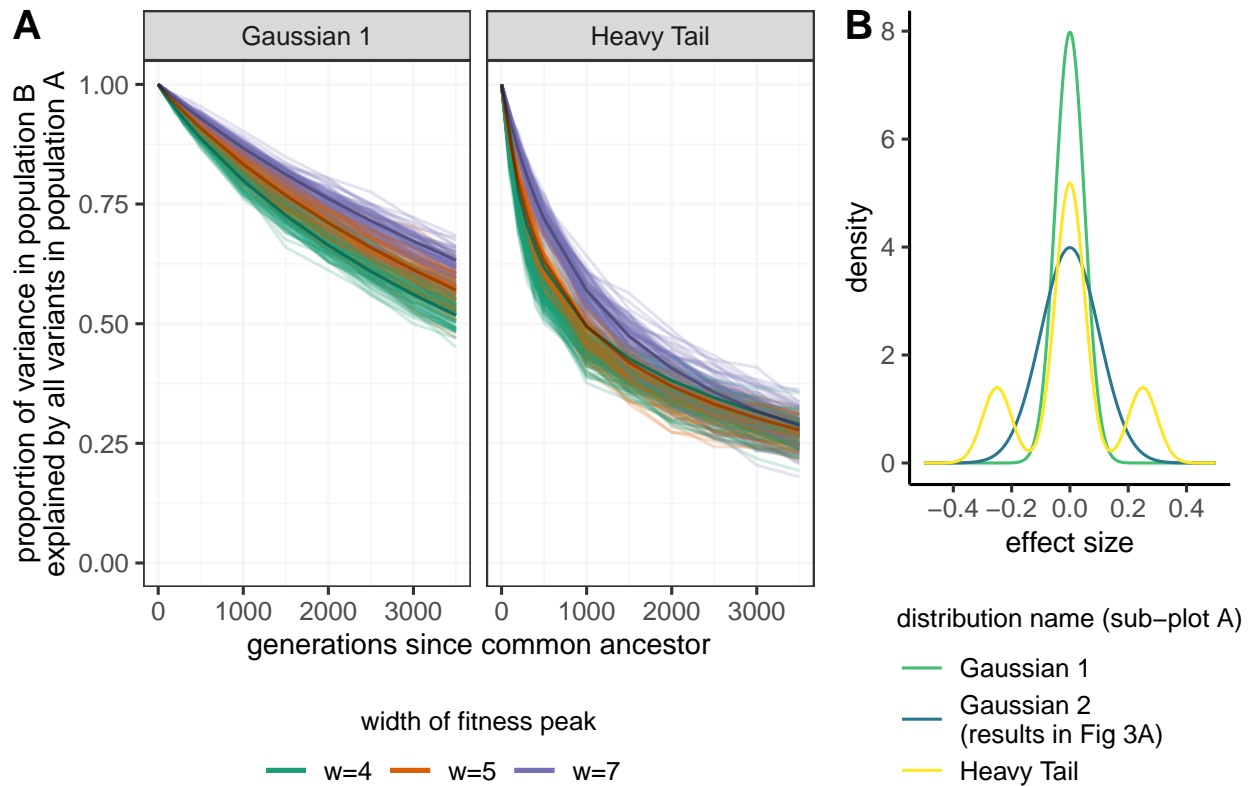 A
Gaussian 1
Heavy Tail
proportion of variance in population B
explained by all variants in population A
1.00
0.75
0.50
0.25
0.00
0
1000
2000
3000
0
1000
2000
3000
generations since common ancestor
width of fitness peak
w=4
w=5
w=7
B
density
8
6
4
2
0
−0.4
−0.2
0.0
0.2
0.4
effect size
distribution name (sub−plot A)
Gaussian 1
Gaussian 2
(results in Fig 3A)
Heavy Tail